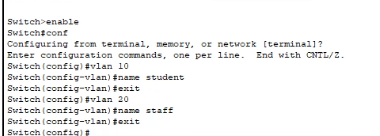 Switch>enable
Switch#conf
Configuring from terminal, memory, or network [terminal]?
Enter configuration commands, one per line.  End with CNTL/Z.
Switch(config)#vlan 10
Switch(config-vlan)#name student
Switch(config-vlan)#exit
Switch(config)#vlan 20
Switch(config-vlan)#name staff
Switch(config-vlan)#exit
Switch(config)#